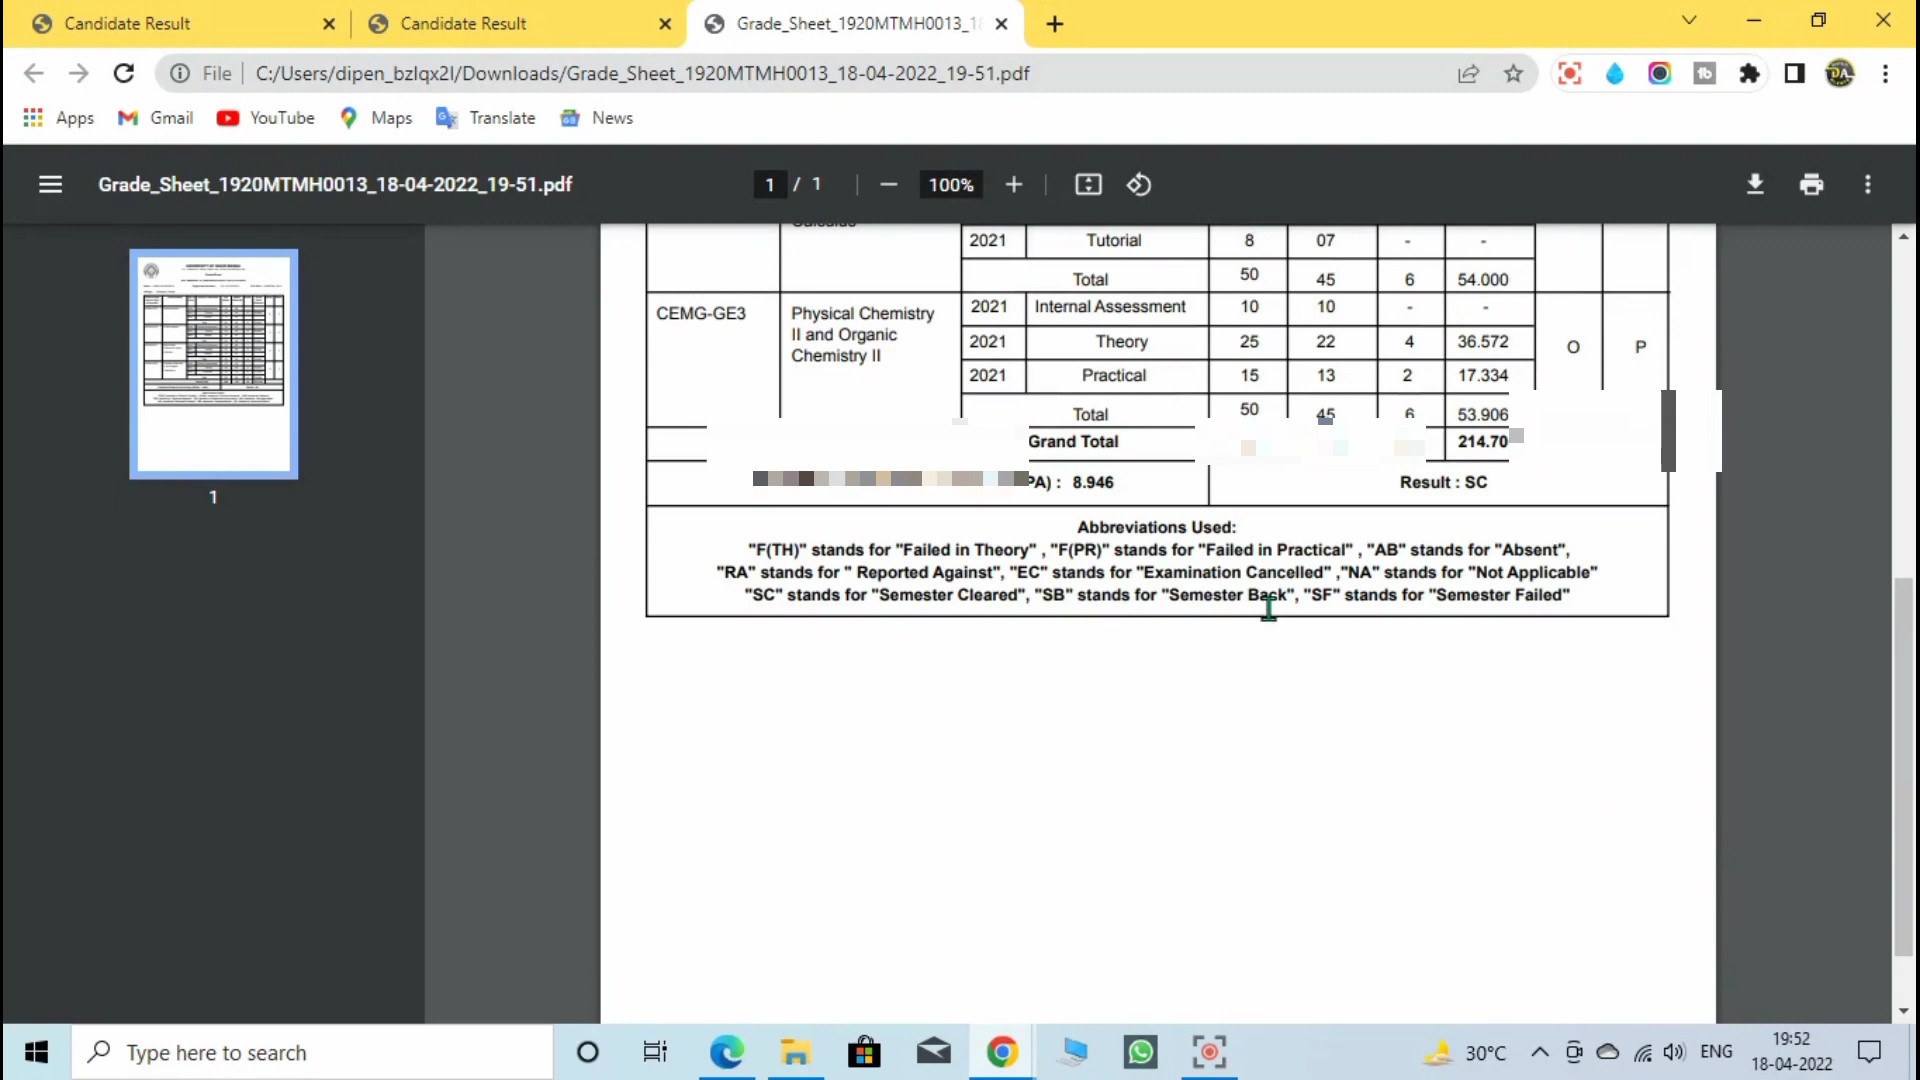 Candidate Result
Candidate Result
Grade_Sheet_1920MTMH0013_1
File
C:/Users/dipen_bzlqx2l/Downloads/Grade_Sheet_1920MTMH0013_18-04-2022_19-51.pdf
Apps
Gmail
YouTube
Maps
Translate
News
Grade_Sheet_1920MTMH0013_18-04-2022_19-51.pdf
1 / 1
100%
1
2021 Tutorial 8 07 - -
Total 50 45 6 54.000
CEMG-GE3
Physical Chemistry
II and Organic
Chemistry II
2021 Internal Assessment 10 10 - -
2021 Theory 25 22 4 36.572
2021 Practical 15 13 2 17.334
O P
Total 50 45 6 53.906
Grand Total 214.70
PA) : 8.946
Result : SC
Abbreviations Used:
"F(TH)" stands for "Failed in Theory" , "F(PR)" stands for "Failed in Practical" , "AB" stands for "Absent",
"RA" stands for " Reported Against", "EC" stands for "Examination Cancelled" ,"NA" stands for "Not Applicable"
"SC" stands for "Semester Cleared", "SB" stands for "Semester Back", "SF" stands for "Semester Failed"
Type here to search
30°C
ENG
19:52
18-04-2022